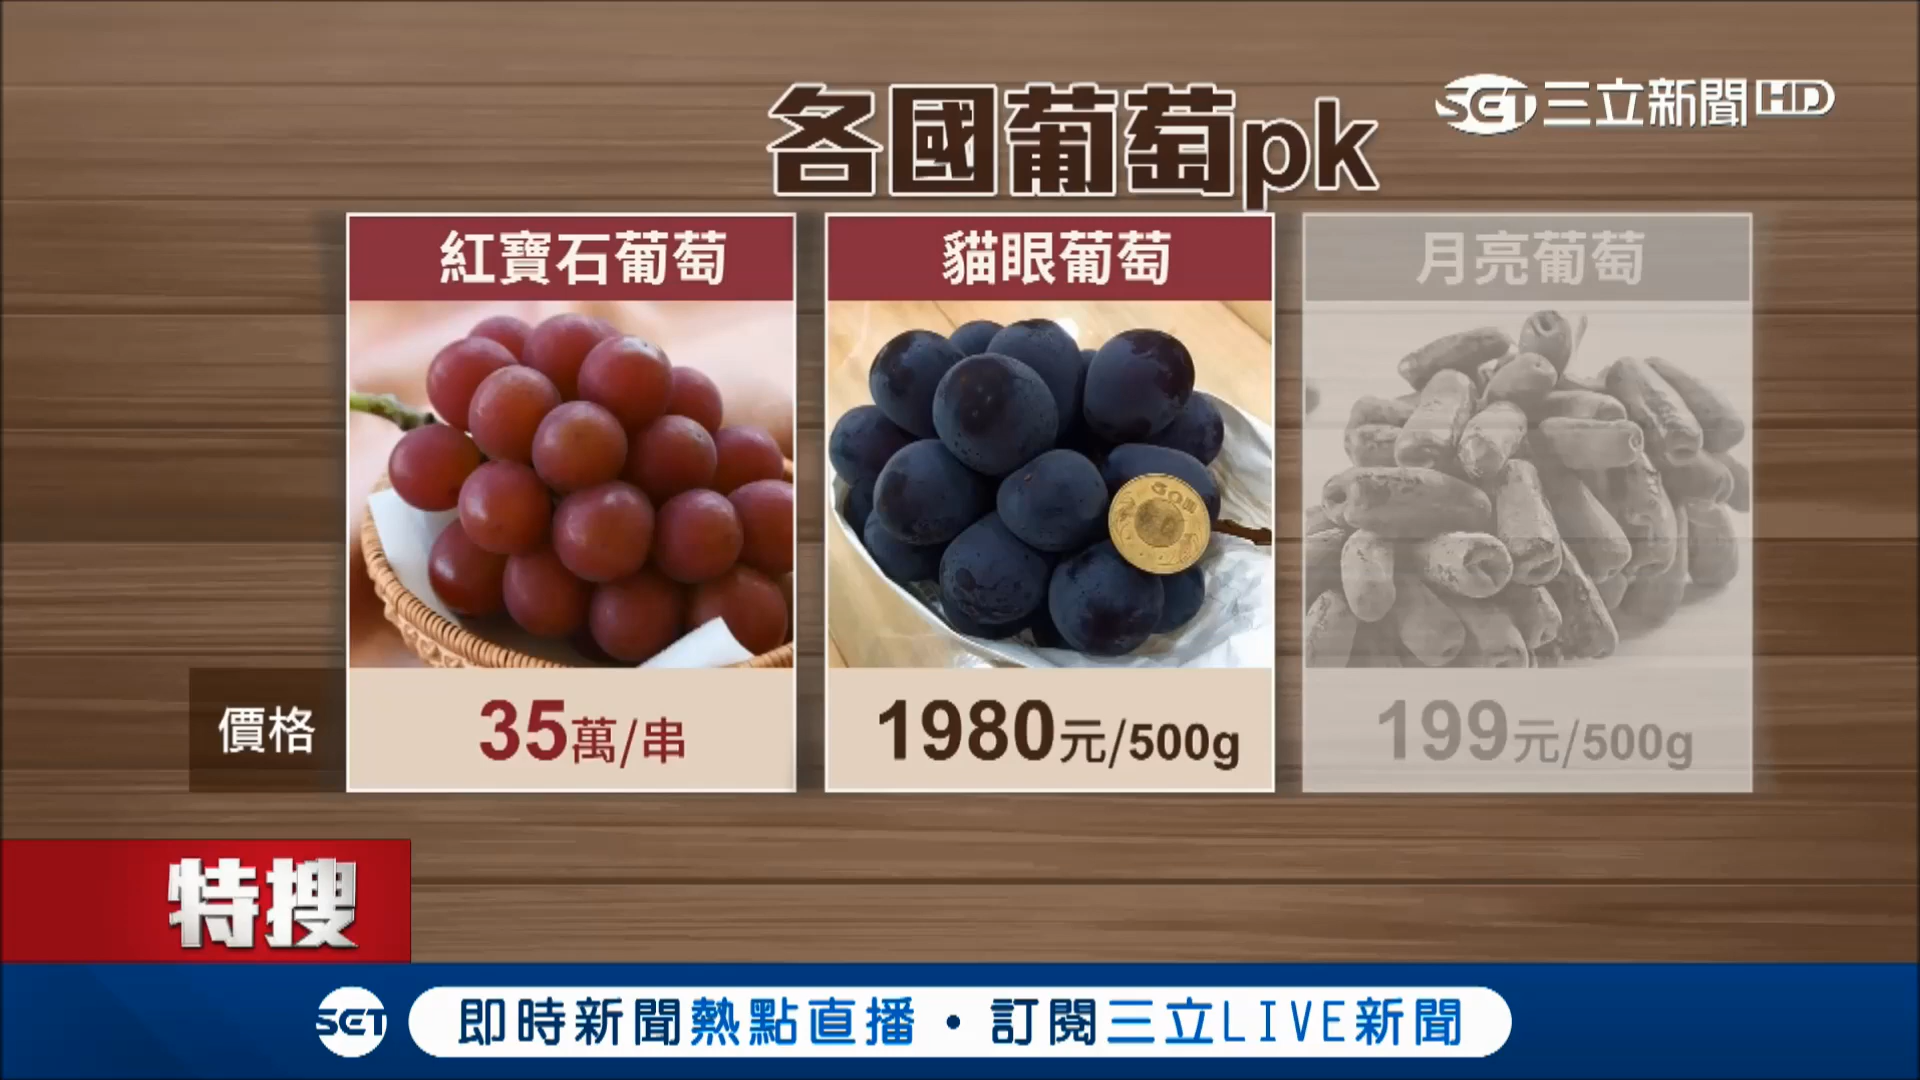 各國葡萄pk
SET三立新聞HD
紅寶石葡萄
貓眼葡萄
月亮葡萄
50
價格
35萬/串
1980元/500g
199元/500g
特搜
SET
即時新聞熱點直播・訂閱三立LIVE新聞